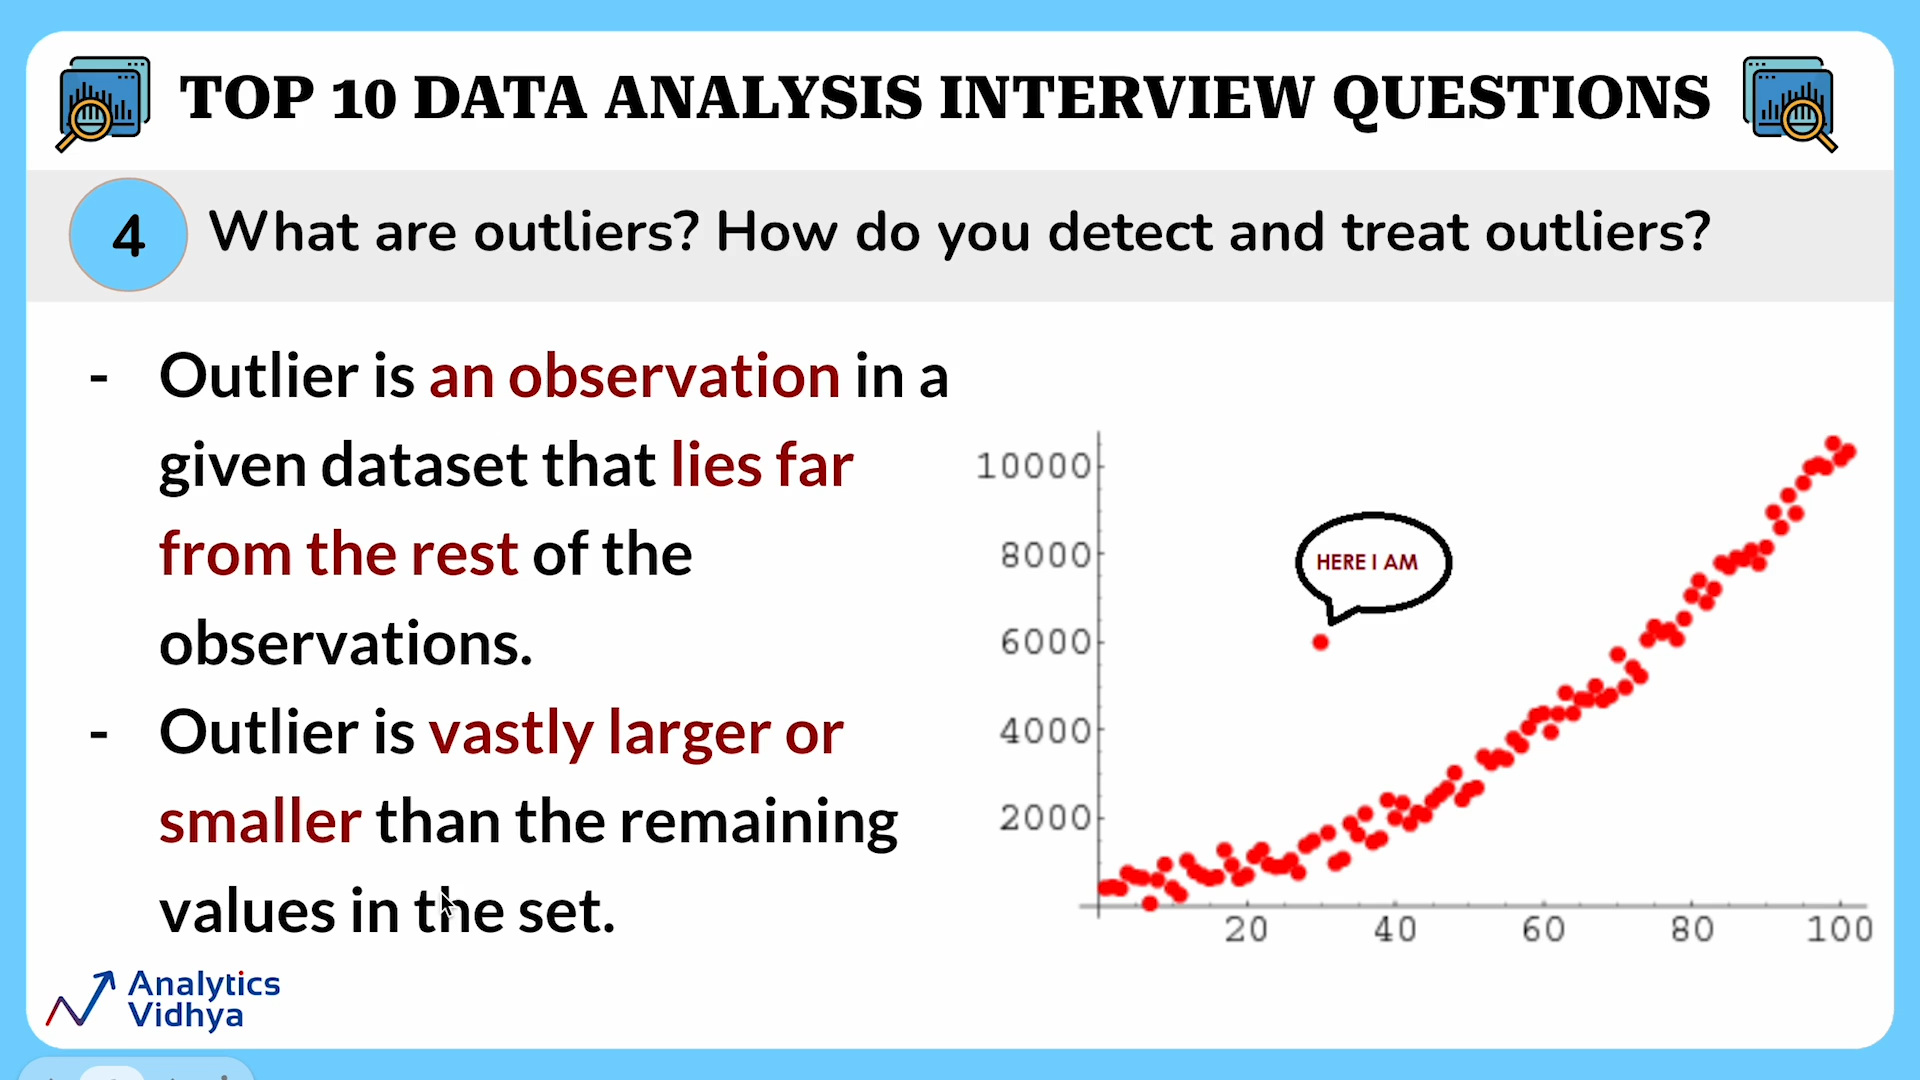 TOP 10 DATA ANALYSIS INTERVIEW QUESTIONS
4 What are outliers? How do you detect and treat outliers?
- Outlier is an observation in a
given dataset that lies far
from the rest of the
observations.
- Outlier is vastly larger or
smaller than the remaining
values in the set.
10000
8000
6000
4000
2000
HERE I AM
20 40 60 80 100
Analytics
Vidhya